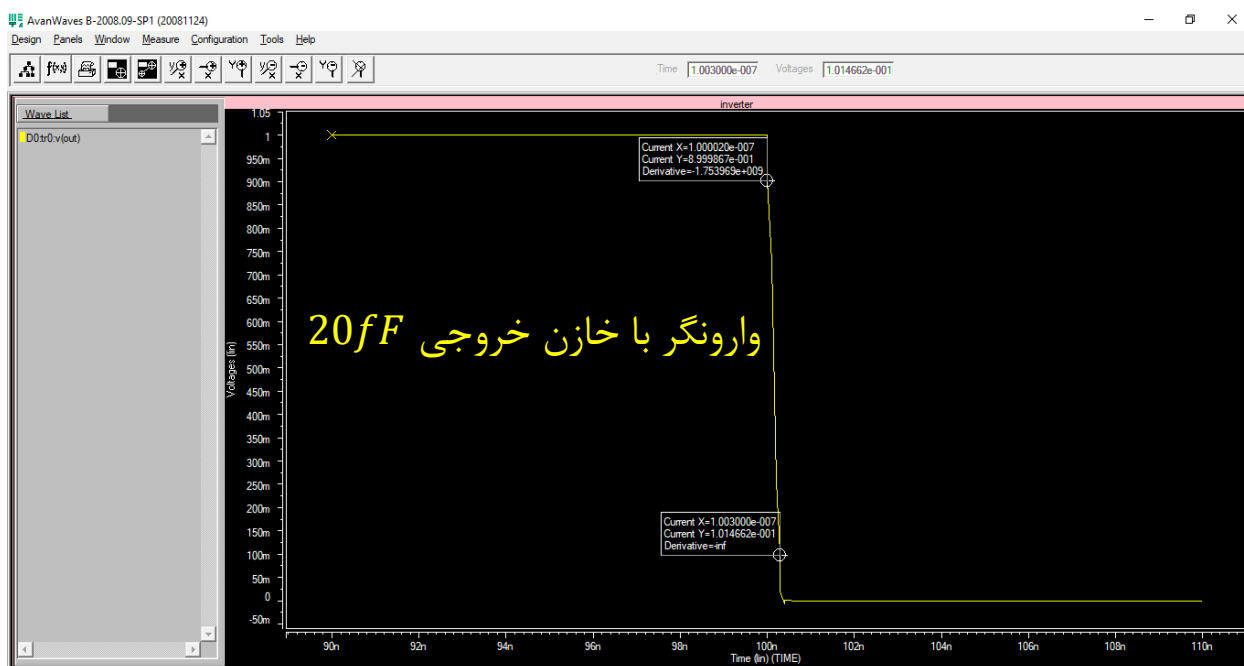 AvanWaves B-2008.09-SP1 (20081124)
Design Panels Window Measure Configuration Tools Help
f(x) Time 1.003000e-007 Voltages 1.014662e-001
Wave List
D0:tr0:v(out)
inverter
1.05
1
950m
900m
850m
800m
750m
700m
650m
600m
550m
500m
450m
400m
350m
300m
250m
200m
150m
100m
50m
0
-50m
Voltages (lin)
Current X=1.000020e-007
Current Y=8.999867e-001
Derivative=-1.753969e+009
وارونگر با خازن خروجی 20fF
Current X=1.003000e-007
Current Y=1.014662e-001
Derivative=-inf
90n 92n 94n 96n 98n 100n 102n 104n 106n 108n 110n
Time (lin) (TIME)